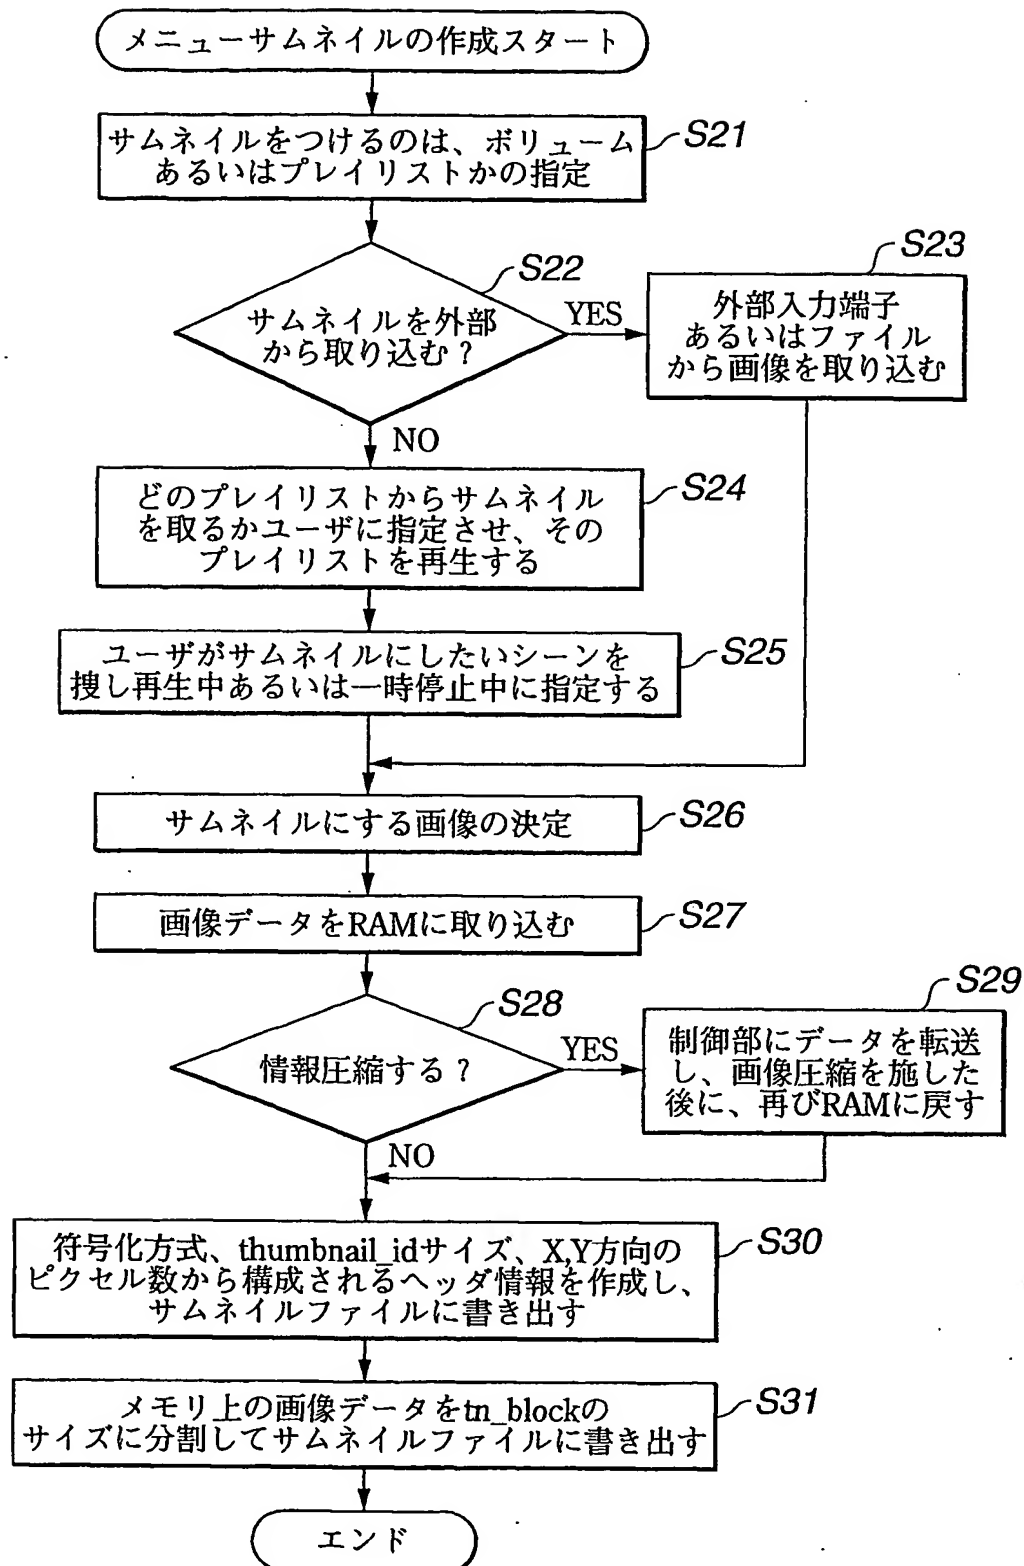 メニューサムネイルの作成スタート
サムネイルをつけるのは、ボリューム
あるいはプレイリストかの指定
S21
S22
サムネイルを外部
から取り込む?
YES
S23
外部入力端子
あるいはファイル
から画像を取り込む
NO
どのプレイリストからサムネイル
を取るかユーザに指定させ、その
プレイリストを再生する
S24
ユーザがサムネイルにしたいシーンを
捜し再生中あるいは一時停止中に指定する
S25
サムネイルにする画像の決定
S26
画像データをRAMに取り込む
S27
S28
情報圧縮する?
YES
S29
制御部にデータを転送
し、画像圧縮を施した
後に、再びRAMに戻す
NO
符号化方式、thumbnail_idサイズ、X,Y方向の
ピクセル数から構成されるヘッダ情報を作成し、
サムネイルファイルに書き出す
S30
メモリ上の画像データをtn_blockの
サイズに分割してサムネイルファイルに書き出す
S31
エンド